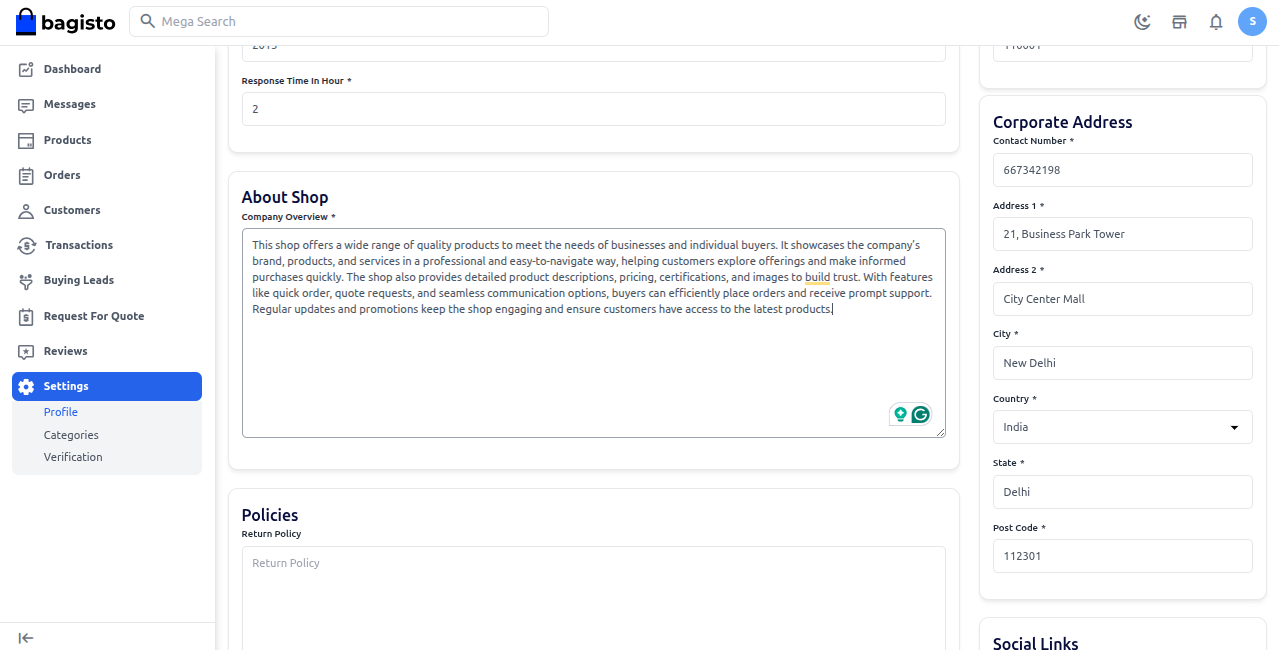 bagisto
Mega Search
S
Dashboard
Messages
Products
Orders
Customers
Transactions
Buying Leads
Request For Quote
Reviews
Settings
Profile
Categories
Verification
Response Time In Hour *
2
About Shop
Company Overview *
This shop offers a wide range of quality products to meet the needs of businesses and individual buyers. It showcases the company's
brand, products, and services in a professional and easy-to-navigate way, helping customers explore offerings and make informed
purchases quickly. The shop also provides detailed product descriptions, pricing, certifications, and images to build trust. With features
like quick order, quote requests, and seamless communication options, buyers can efficiently place orders and receive prompt support.
Regular updates and promotions keep the shop engaging and ensure customers have access to the latest products.
Policies
Return Policy
Return Policy
Corporate Address
Contact Number *
667342198
Address 1 *
21, Business Park Tower
Address 2 *
City Center Mall
City *
New Delhi
Country *
India
State *
Delhi
Post Code *
112301
Social Links